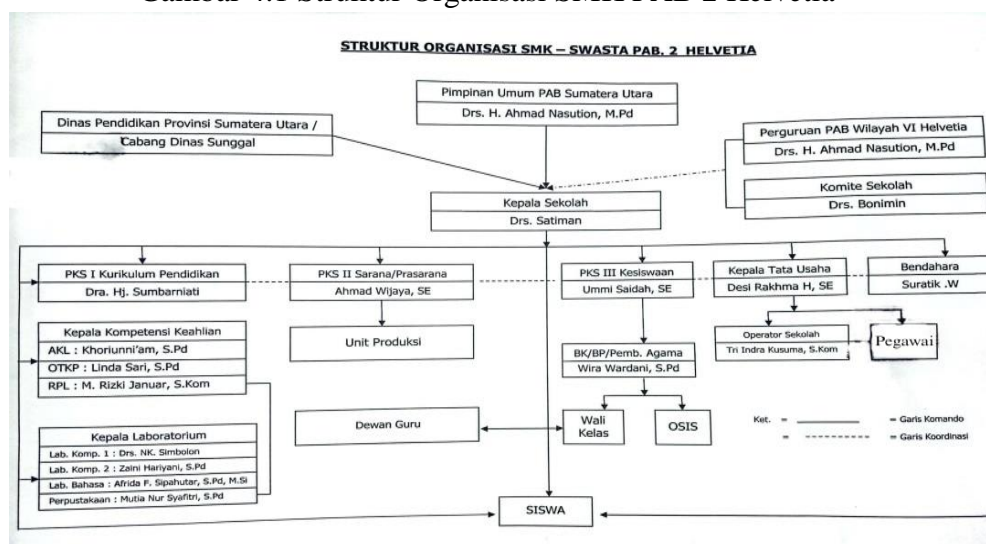 Gambar 4.1 Struktur Organisasi SMK PAB 2 Helvetia
STRUKTUR ORGANISASI SMK – SWASTA PAB. 2 HELVETIA
Pimpinan Umum PAB Sumatera Utara
Drs. H. Ahmad Nasution, M.Pd
Dinas Pendidikan Provinsi Sumatera Utara /
Cabang Dinas Sunggal
Perguruan PAB Wilayah VI Helvetia
Drs. H. Ahmad Nasution, M.Pd
Komite Sekolah
Drs. Bonimin
Kepala Sekolah
Drs. Satiman
PKS I Kurikulum Pendidikan
Dra. Hj. Sumbarniati
PKS II Sarana/Prasarana
Ahmad Wijaya, SE
PKS III Kesiswaan
Ummi Saidah, SE
Kepala Tata Usaha
Desi Rakhma H, SE
Bendahara
Suratik .W
Kepala Kompetensi Keahlian
AKL : Khoriunni'am, S.Pd
OTKP : Linda Sari, S.Pd
RPL : M. Rizki Januar, S.Kom
Unit Produksi
BK/BP/Pemb. Agama
Wira Wardani, S.Pd
Operator Sekolah
Tri Indra Kusuma, S.Kom
Pegawai
Kepala Laboratorium
Lab. Komp. 1 : Drs. NK. Simbolon
Lab. Komp. 2 : Zaini Hariyani, S.Pd
Lab. Bahasa : Afrida F. Sipahutar, S.Pd, M.Si
Perpustakaan : Mutia Nur Syafitri, S.Pd
Dewan Guru
Wali
Kelas
OSIS
Ket. = = Garis Komando
= = Garis Koordinasi
SISWA